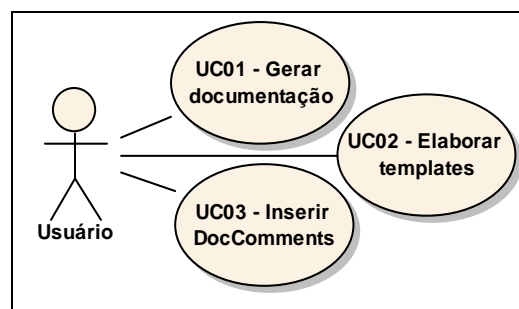 UC01 - Gerar
documentação
UC02 - Elaborar
templates
UC03 - Inserir
DocComments
Usuário